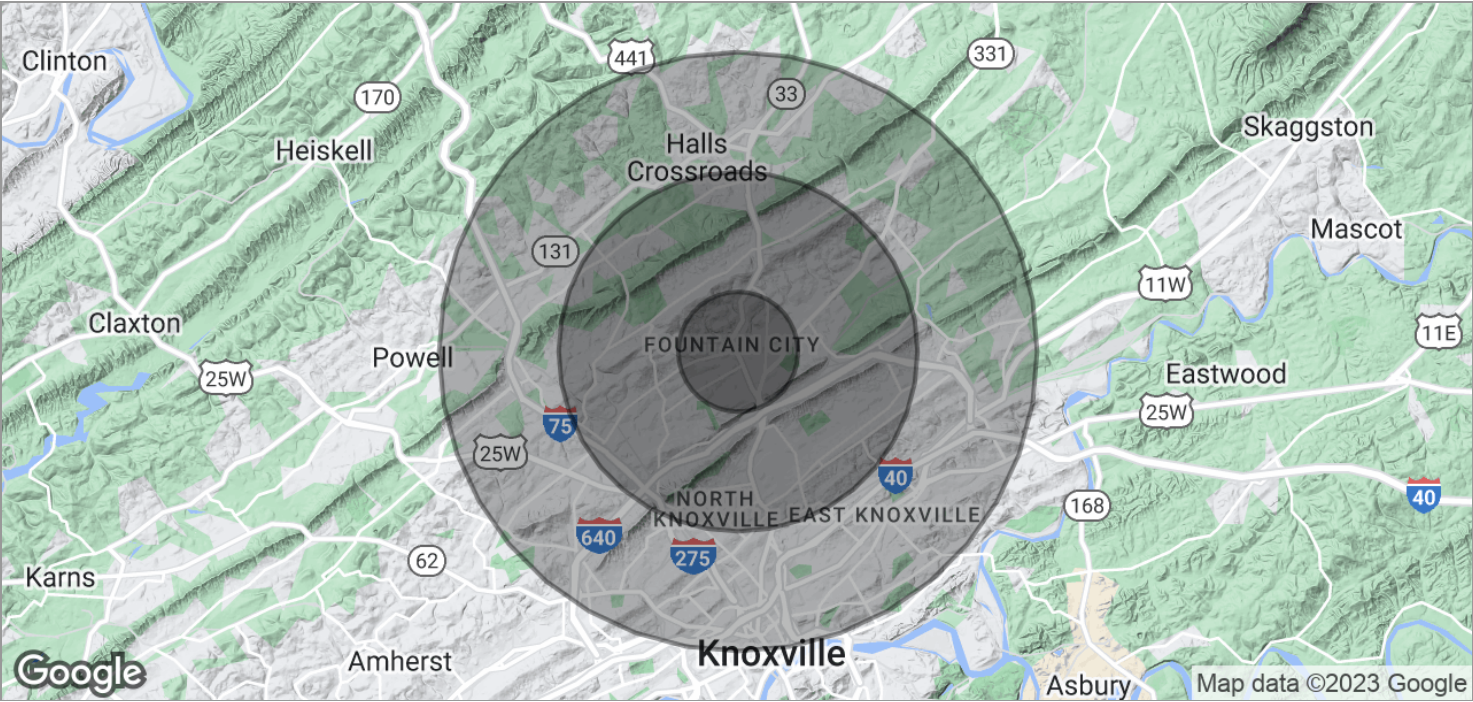 Clinton
441
331
170
33
Skaggston
Halls
Crossroads
Heiskell
Mascot
131
11W
Claxton
11E
FOUNTAIN CITY
Powell
25W
Eastwood
25W
75
25W
40
40
NORTH
KNOXVILLE
EAST KNOXVILLE
168
640
275
62
Karns
Knoxville
Amherst
Google
Asbury
Map data ©2023 Google